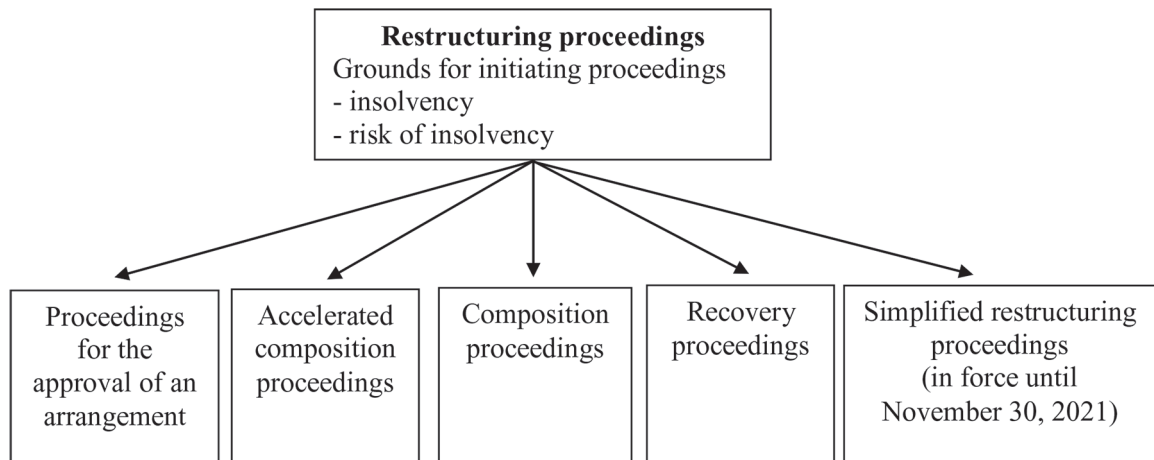 Restructuring proceedings
Grounds for initiating proceedings
- insolvency
- risk of insolvency
Proceedings
for the
approval of an
arrangement
Accelerated
composition
proceedings
Composition
proceedings
Recovery
proceedings
Simplified restructuring
proceedings
(in force until
November 30, 2021)